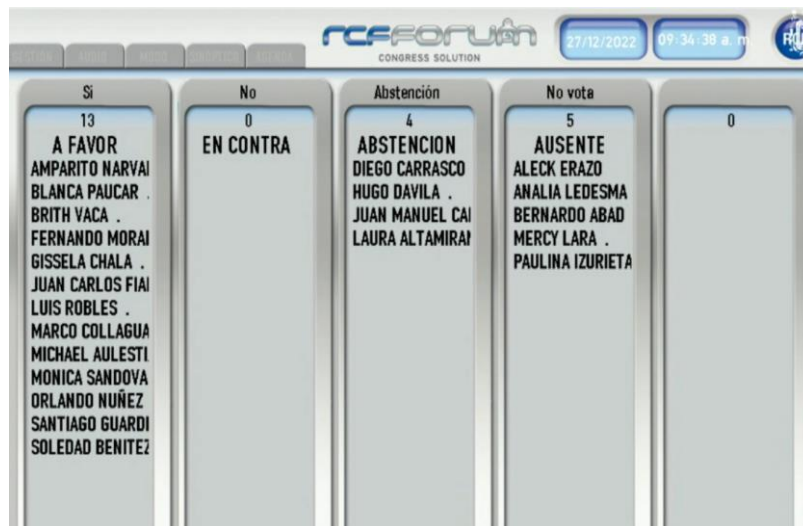 RCF FORUM
CONGRESS SOLUTION
27/12/2022
09:34:38 a. m
Si
13
A FAVOR
AMPARITO NARVAI
BLANCA PAUCAR .
BRITH VACA .
FERNANDO MORAI
GISSELA CHALA .
JUAN CARLOS FIAI
LUIS ROBLES .
MARCO COLLAGUA
MICHAEL AULESTI.
MONICA SANDOVA
ORLANDO NUÑEZ
SANTIAGO GUARDI
SOLEDAD BENITEZ
No
0
EN CONTRA
Abstención
4
ABSTENCION
DIEGO CARRASCO
HUGO DAVILA .
JUAN MANUEL CAI
LAURA ALTAMIRAN
No vota
5
AUSENTE
ALECK ERAZO
ANALIA LEDESMA
BERNARDO ABAD
MERCY LARA .
PAULINA IZURIETA
0